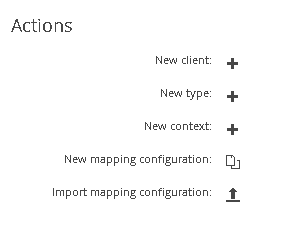 Actions
New client:
New type:
New context:
New mapping configuration:
Import mapping configuration: